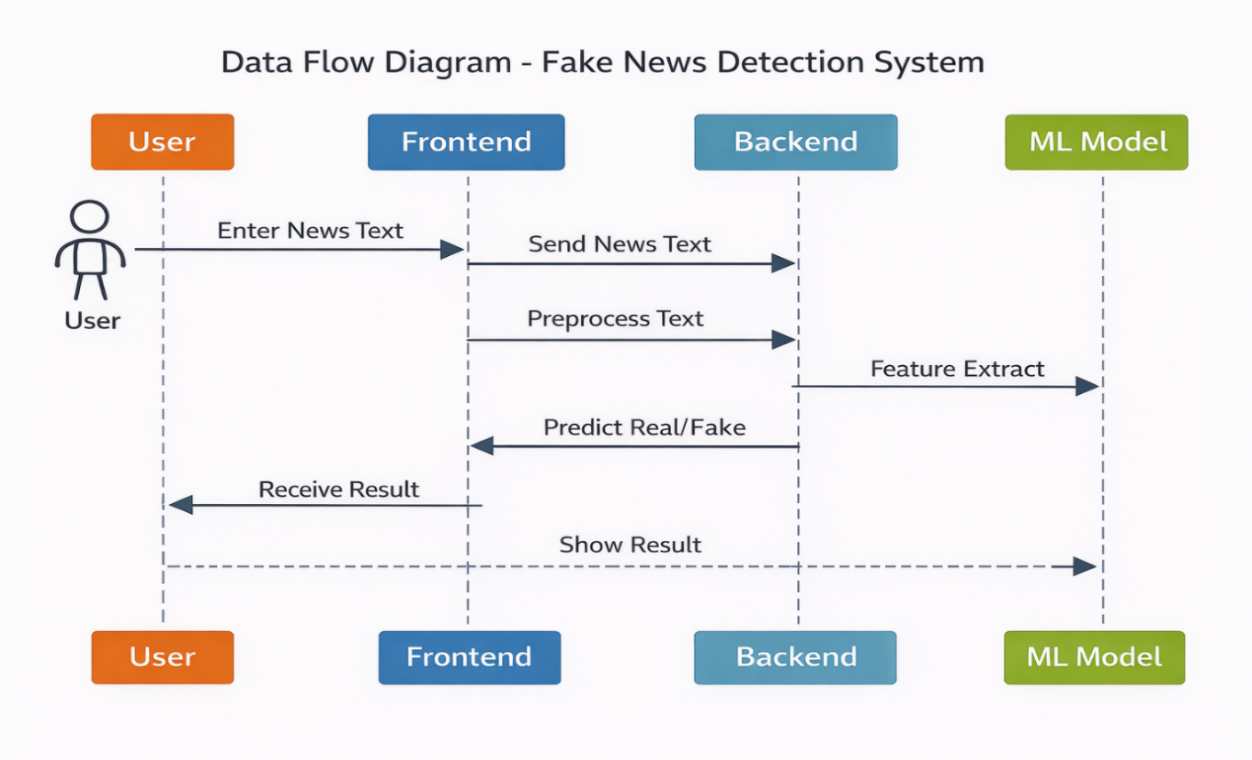 Data Flow Diagram - Fake News Detection System
User
Frontend
Backend
ML Model
Enter News Text
Send News Text
User
Preprocess Text
Feature Extract
Predict Real/Fake
Receive Result
Show Result
User
Frontend
Backend
ML Model